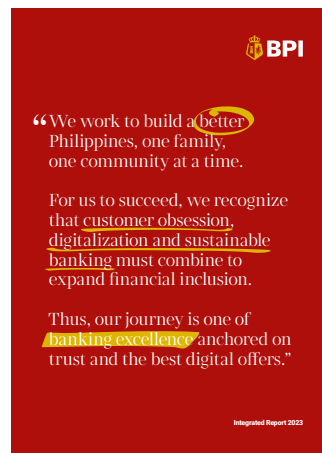 BPI
“We work to build a better
Philippines, one family,
one community at a time.
For us to succeed, we recognize
that customer obsession,
digitalization and sustainable
banking must combine to
expand financial inclusion.
Thus, our journey is one of
banking excellence anchored on
trust and the best digital offers.”
Integrated Report 2023